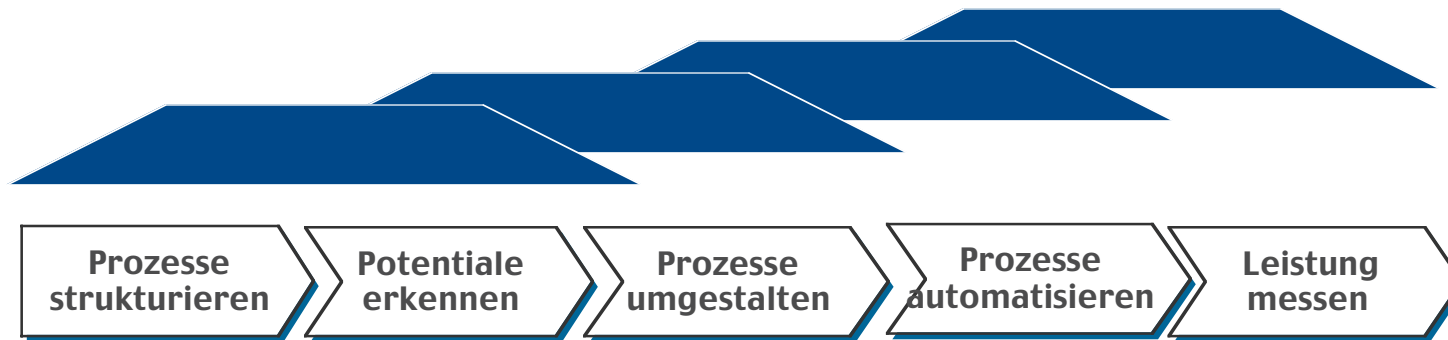 Prozesse
strukturieren
Potentiale
erkennen
Prozesse
umgestalten
Prozesse
automatisieren
Leistung
messen